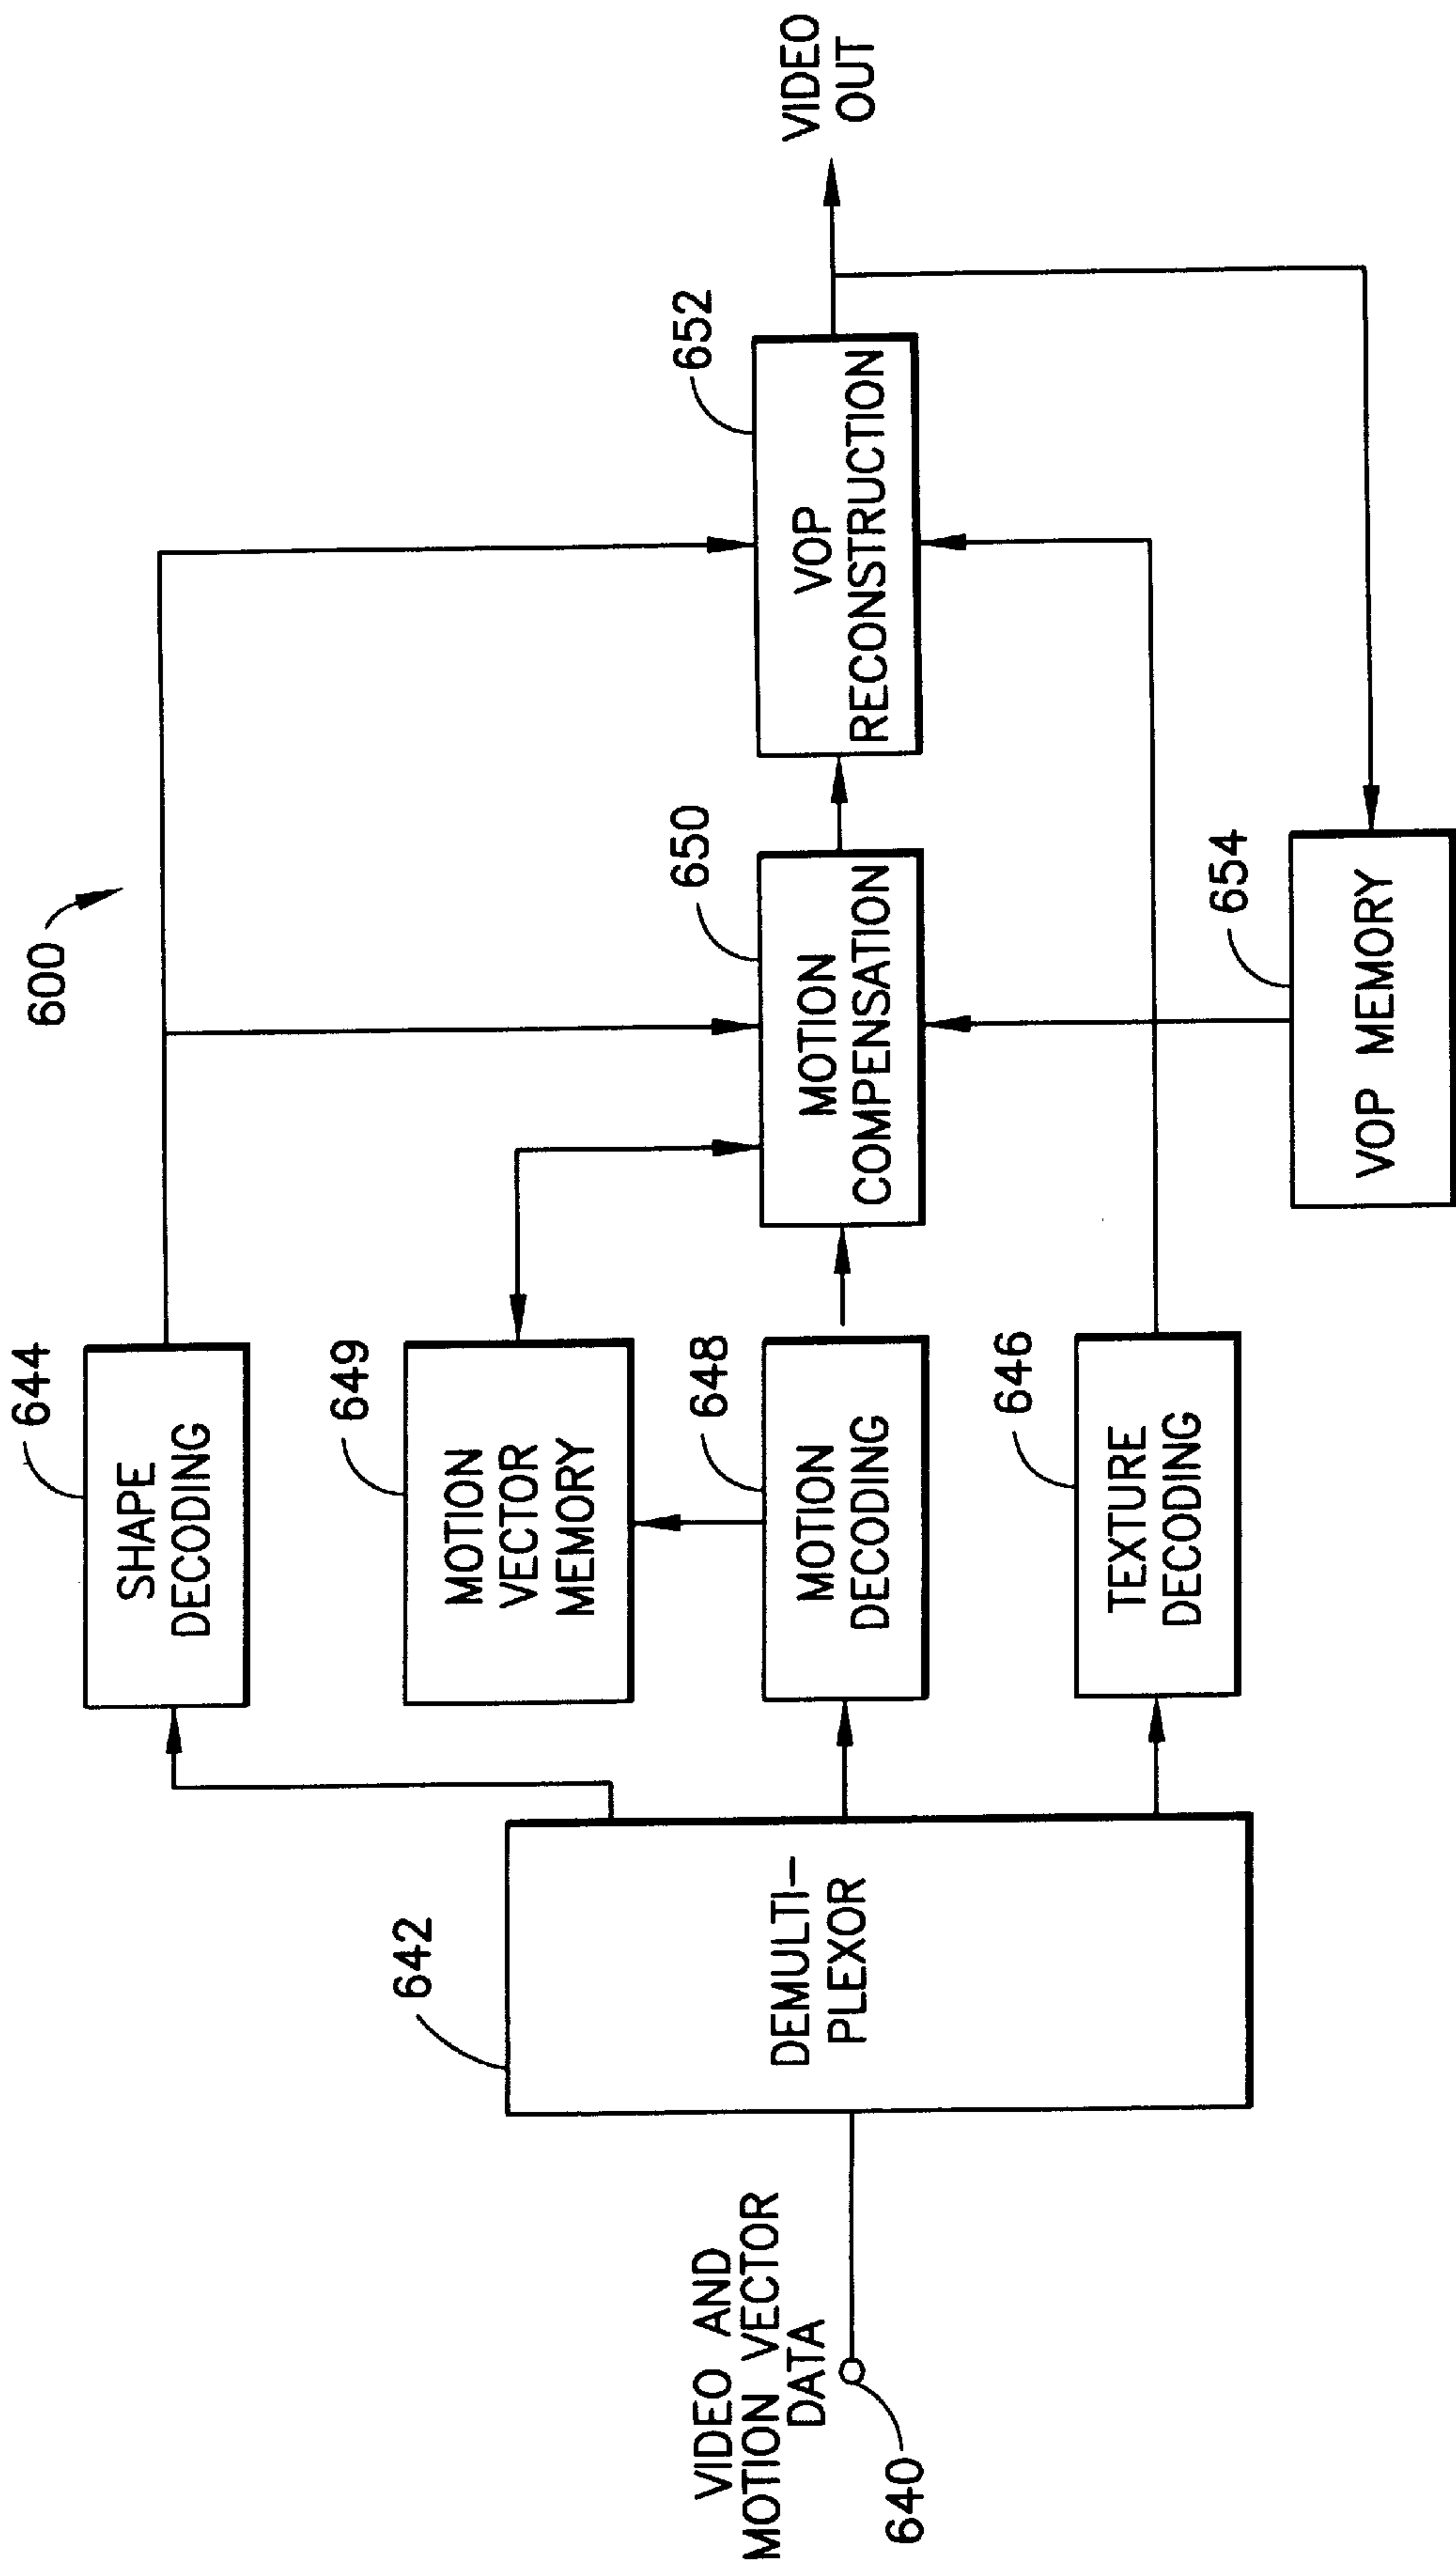 600
644
SHAPE
DECODING
649
MOTION
VECTOR
MEMORY
642
DEMULTI-
PLEXOR
VIDEO AND
MOTION VECTOR
DATA
640
648
MOTION
DECODING
646
TEXTURE
DECODING
650
MOTION
COMPENSATION
652
VOP
RECONSTRUCTION
VIDEO
OUT
654
VOP MEMORY